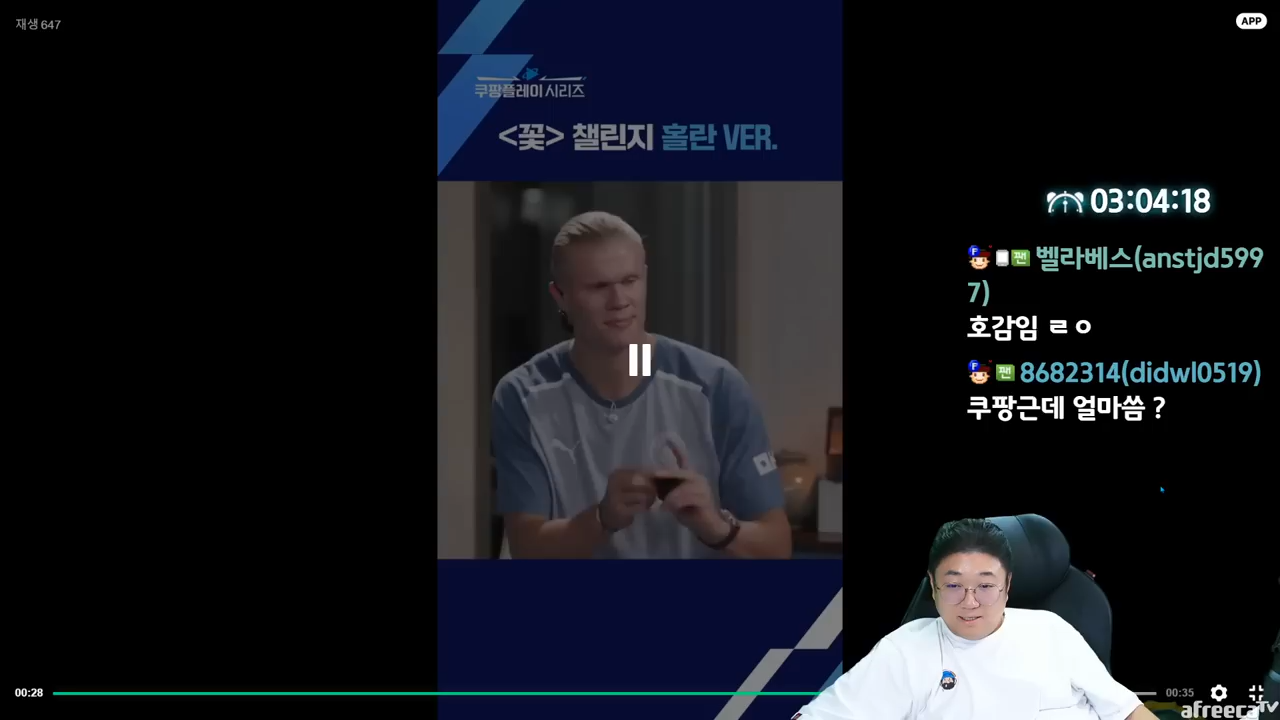 재생 647
APP
쿠팡플레이 시리즈
<꽃> 챌린지 홀란 VER.
03:04:18
벨라베스(anstjd599
7)
호감임 ㄹㅇ
8682314(didwl0519)
쿠팡근데 얼마씀 ?
00:28
00:35
afreecaTV